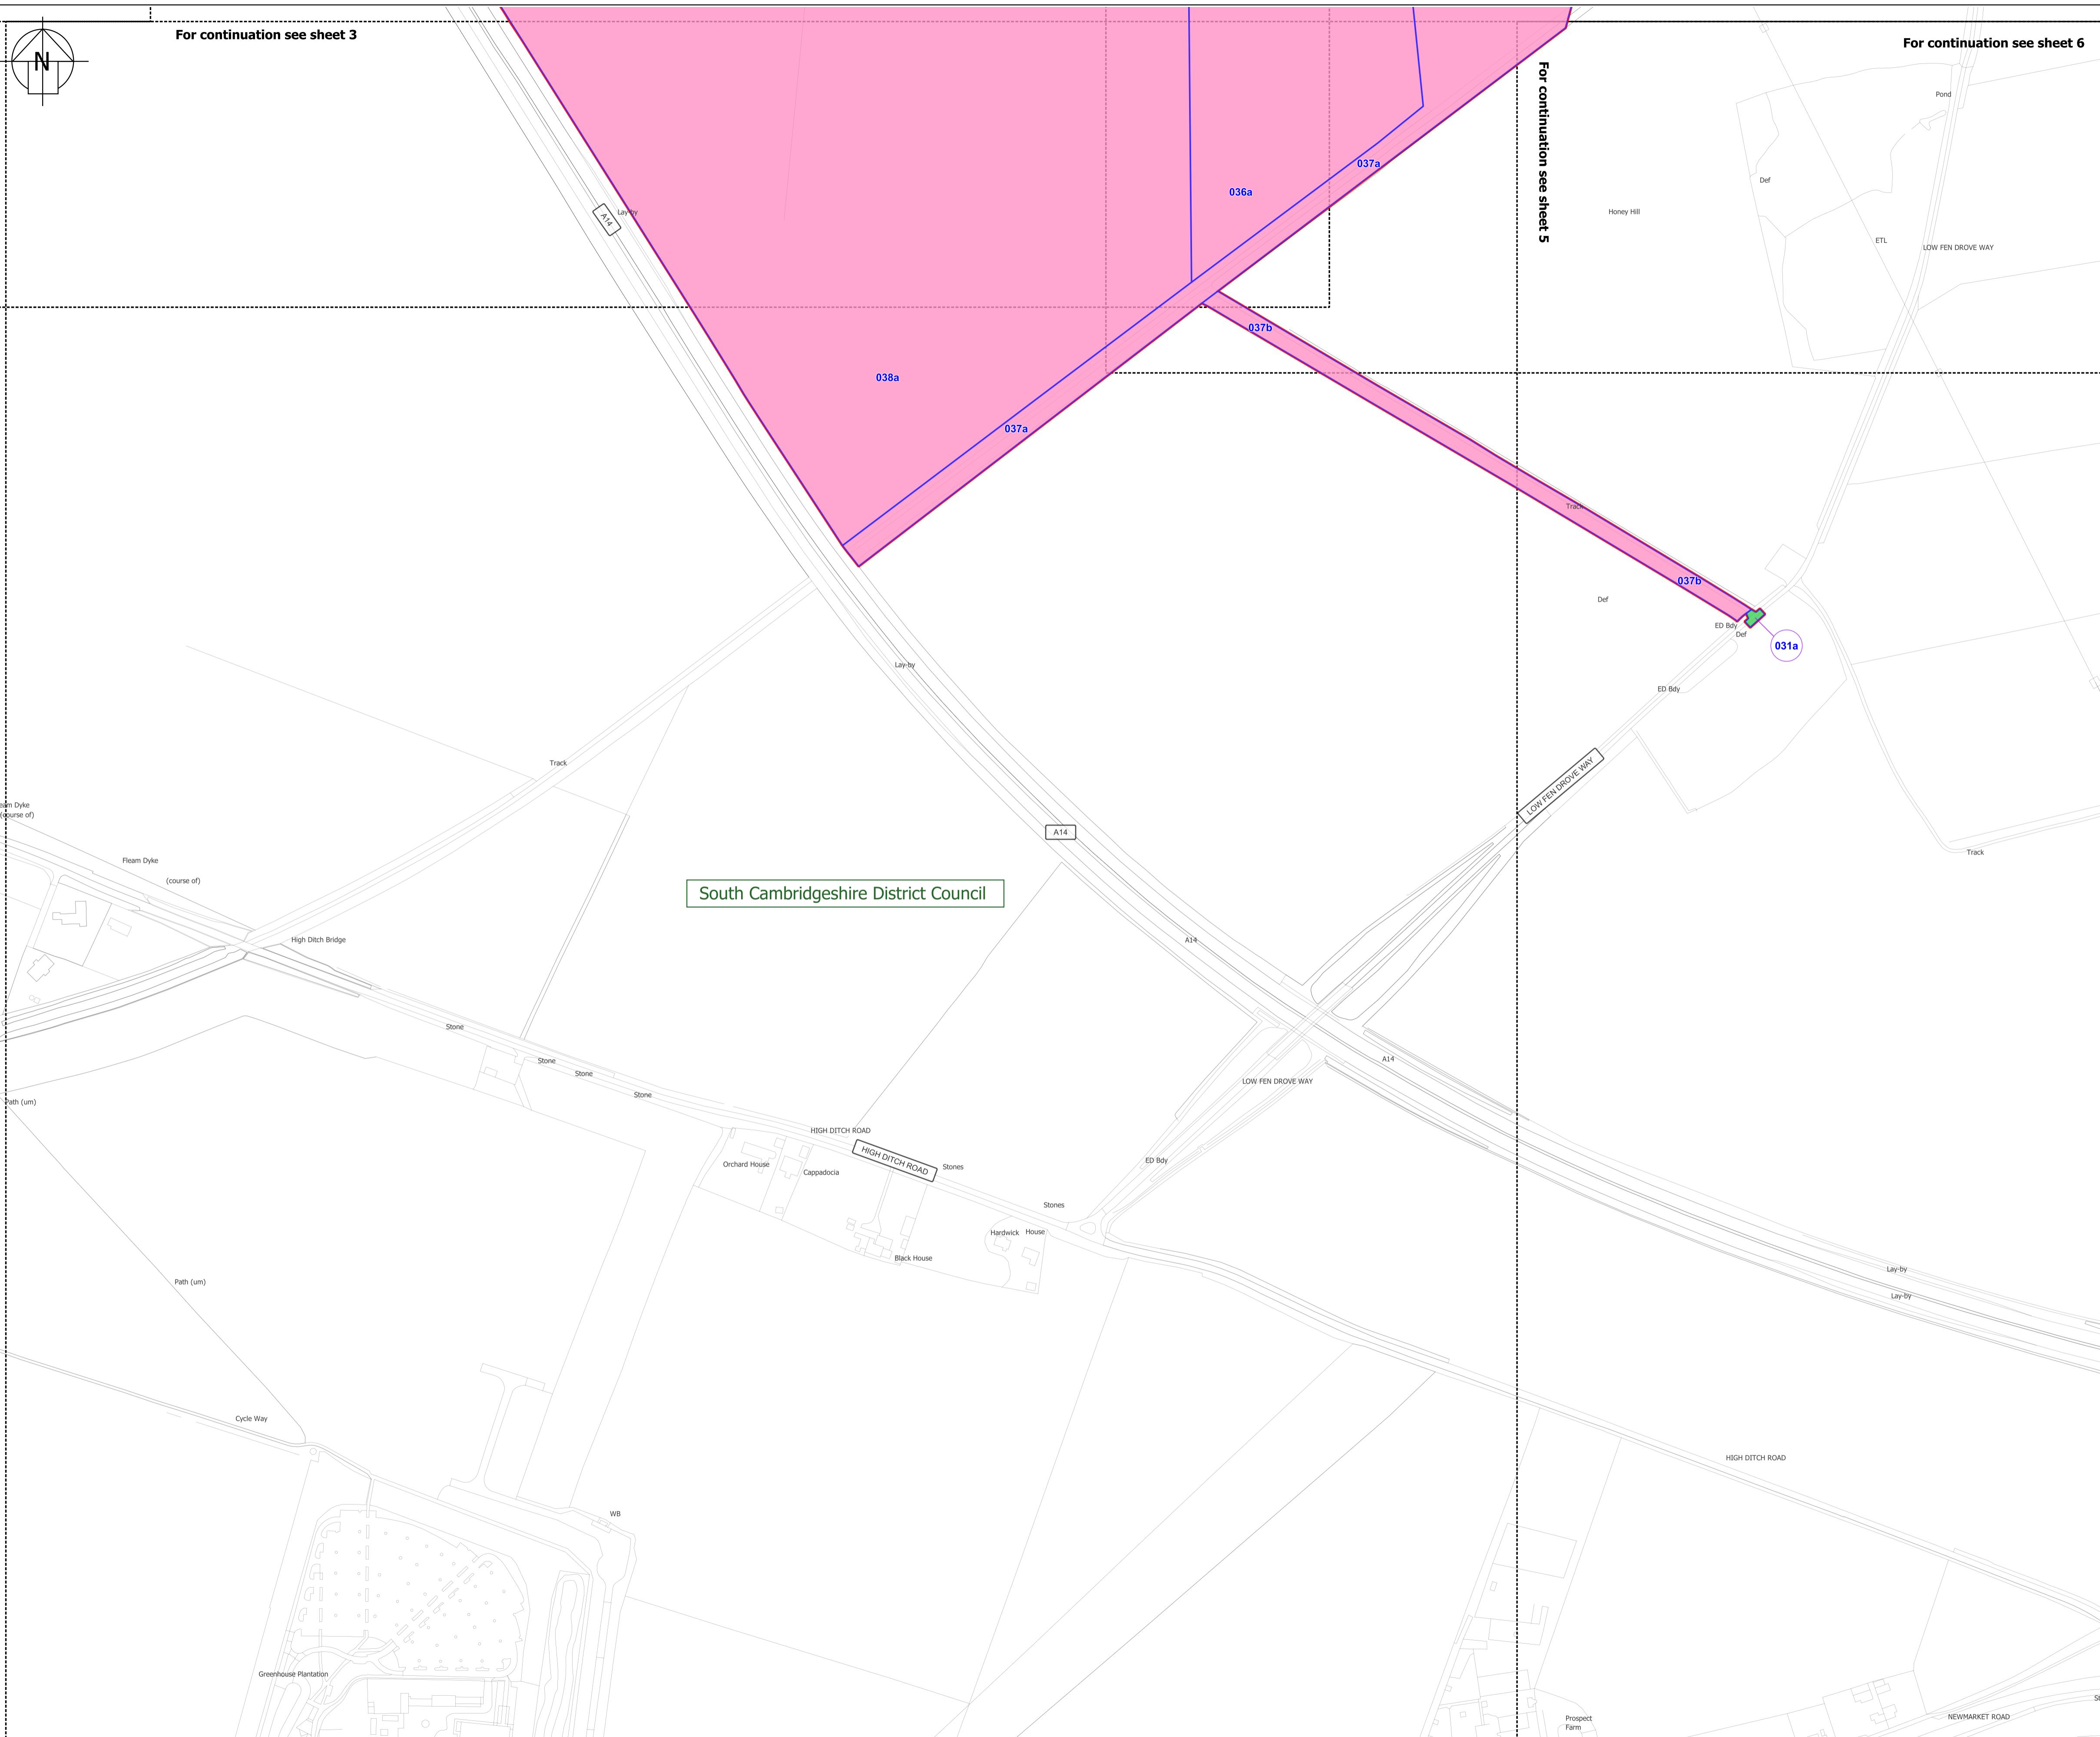 For continuation see sheet 3
For continuation see sheet 6
N
For continuation see sheet 5
Pond
037a
Def
036a
Lay-by
A14
Honey Hill
ETL
LOW FEN DROVE WAY
037b
038a
037a
Track
037b
Def
ED Bdy
Def
031a
Lay-by
ED Bdy
Track
LOW FEN DROVE WAY
Dyke
(course of)
A14
Track
Fleam Dyke
(course of)
South Cambridgeshire District Council
High Ditch Bridge
A14
Stone
Stone
A14
Stone
LOW FEN DROVE WAY
Stone
Path (um)
HIGH DITCH ROAD
HIGH DITCH ROAD
Orchard House
Cappadocia
Stones
ED Bdy
Stones
Hardwick House
Black House
Lay-by
Path (um)
Lay-by
Cycle Way
HIGH DITCH ROAD
WB
Greenhouse Plantation
Prospect
Farm
NEWMARKET ROAD